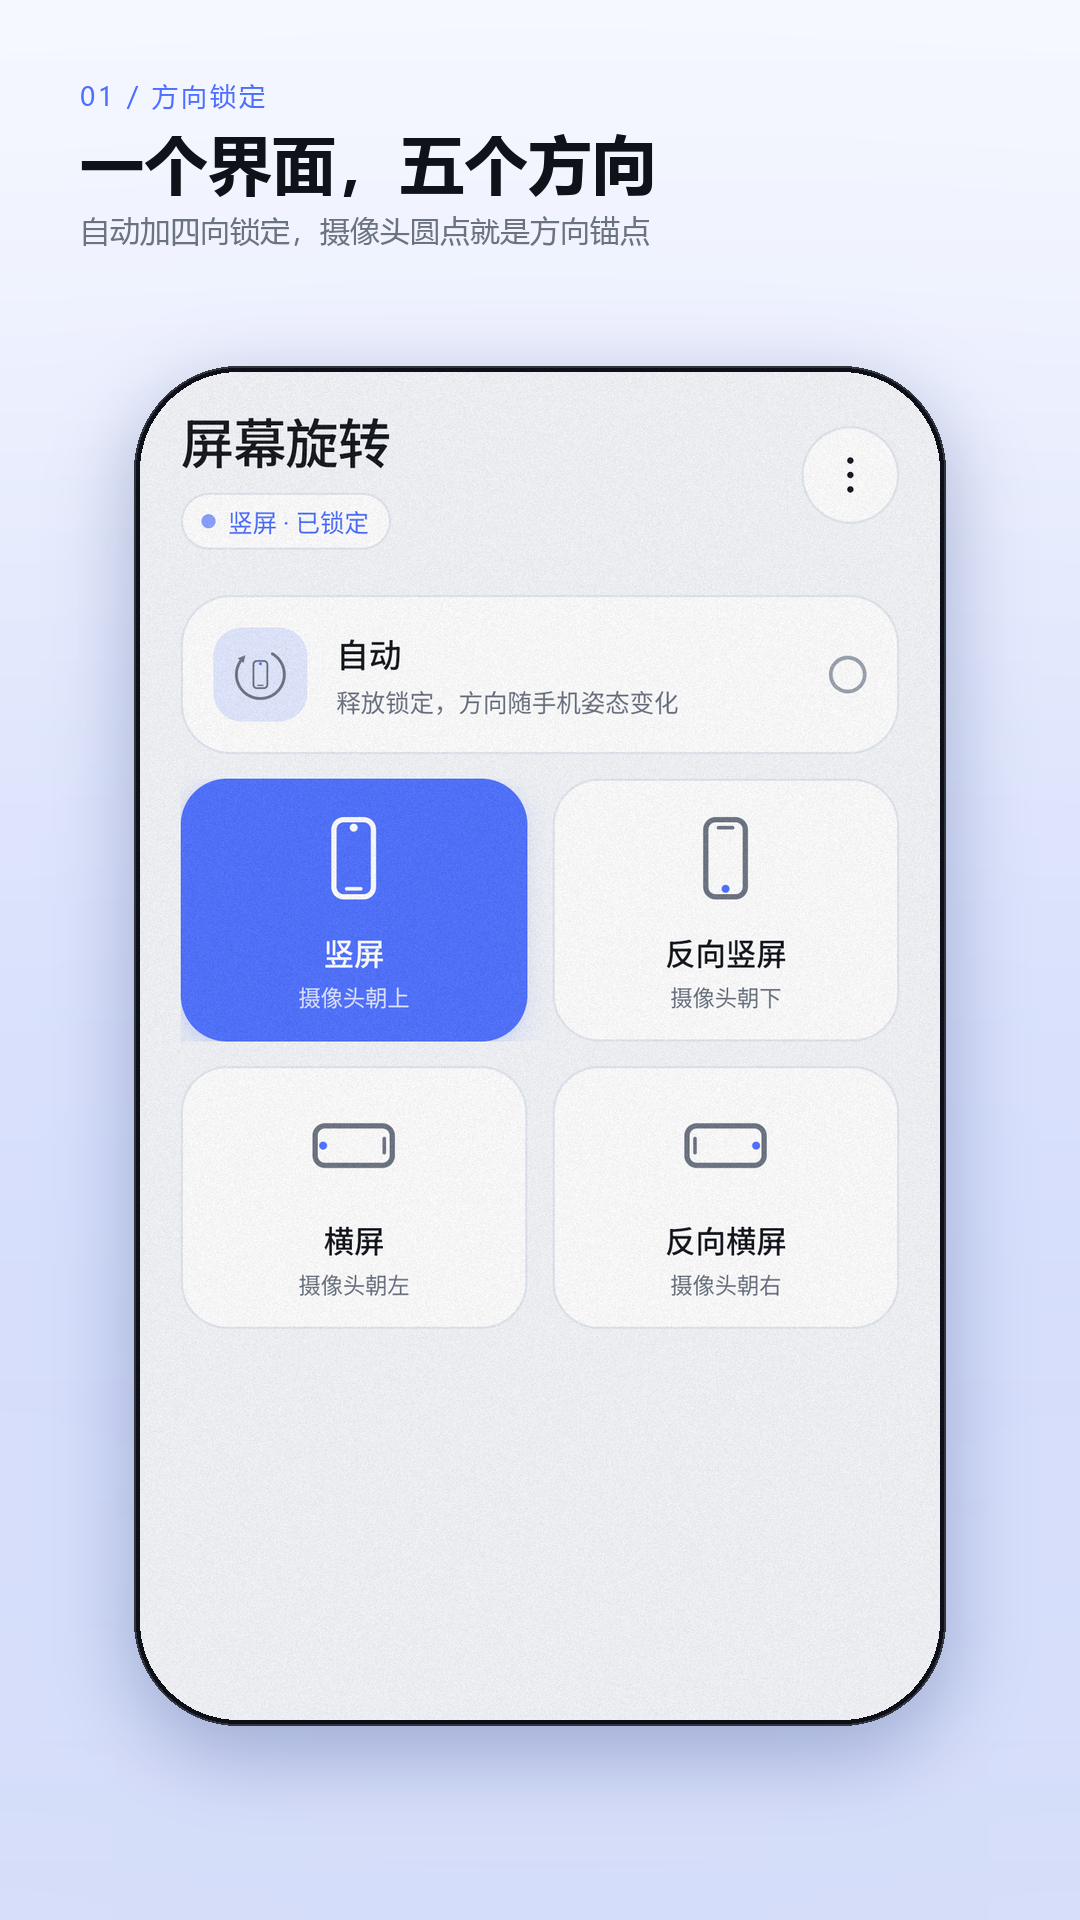 01 / 方向锁定
一个界面，五个方向
自动加四向锁定，摄像头圆点就是方向锚点
屏幕旋转
竖屏 · 已锁定
自动
释放锁定，方向随手机姿态变化
竖屏
摄像头朝上
反向竖屏
摄像头朝下
横屏
摄像头朝左
反向横屏
摄像头朝右